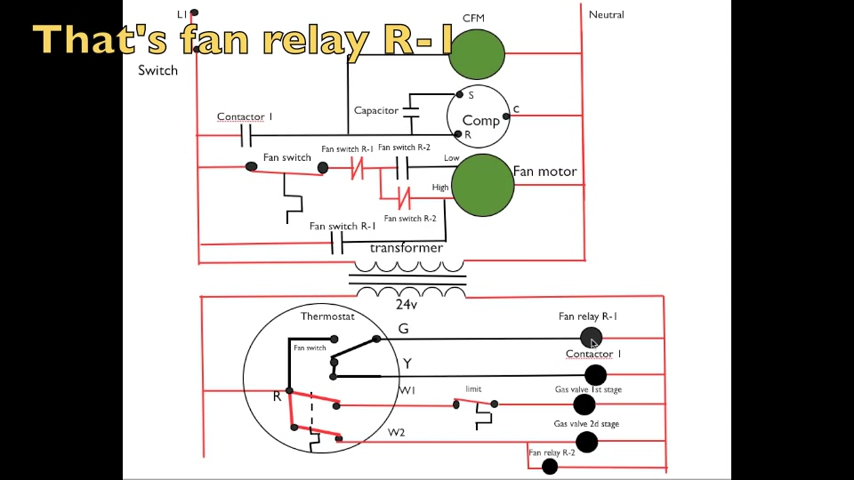 L1
CFM
Neutral
That's fan relay R-1
Switch
S
C
Capacitor
Contactor 1
Comp
R
Fan switch R-1
Fan switch R-2
Fan switch
Low
Fan motor
High
Fan switch R-2
Fan switch R-1
transformer
24v
Thermostat
Fan relay R-1
G
Fan switch
Contactor 1
Y
R
W1
limit
Gas valve 1st stage
Gas valve 2d stage
W2
Fan relay R-2